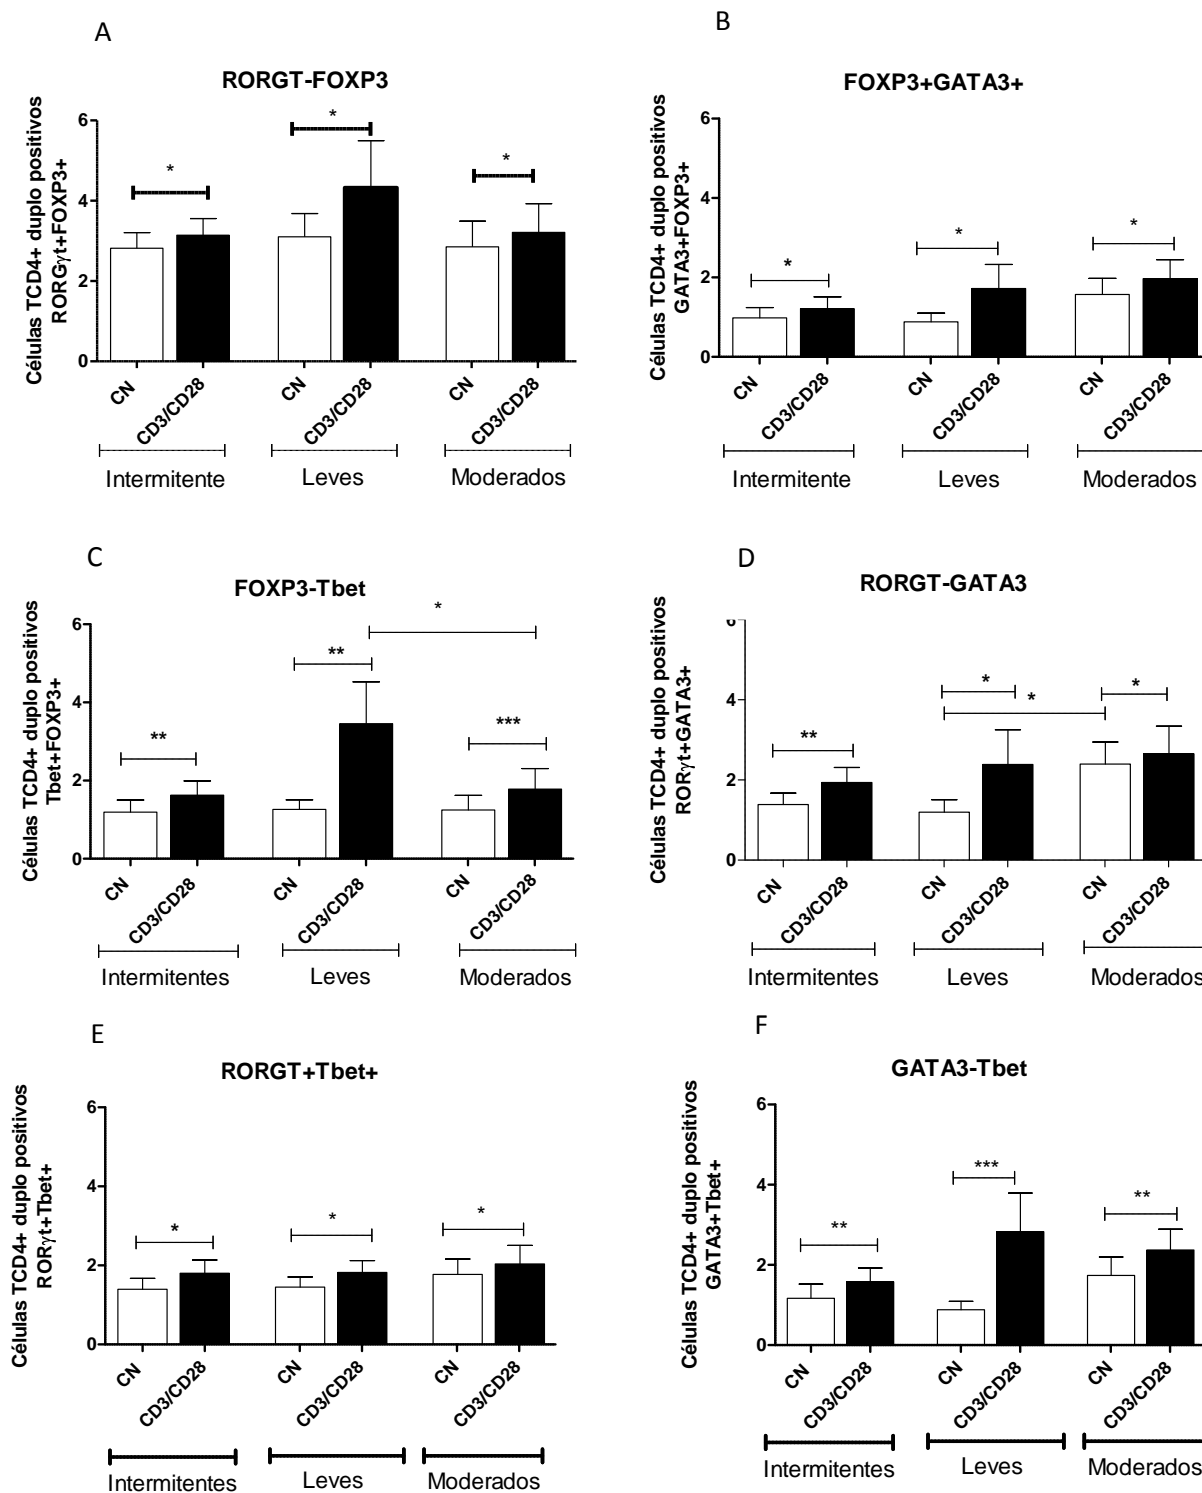 A
RORGT-FOXP3
Células TCD4+ duplo positivos
RORGγt+FOXP3+
6
4
2
0
*
*
*
CN
CD3/CD28
CN
CD3/CD28
CN
CD3/CD28
Intermitente
Leves
Moderados
B
FOXP3+GATA3+
Células TCD4+ duplo positivos
GATA3+FOXP3+
6
4
2
0
*
*
*
CN
CD3/CD28
CN
CD3/CD28
CN
CD3/CD28
Intermitente
Leves
Moderados
C
FOXP3-Tbet
Células TCD4+ duplo positivos
Tbet+FOXP3+
6
4
2
0
**
**
*
***
CN
CD3/CD28
CN
CD3/CD28
CN
CD3/CD28
Intermitentes
Leves
Moderados
D
RORGT-GATA3
Células TCD4+ duplo positivos
RORγt+GATA3+
6
4
2
0
**
*
*
*
CN
CD3/CD28
CN
CD3/CD28
CN
CD3/CD28
Intermitentes
Leves
Moderados
E
RORGT+Tbet+
Células TCD4+ duplo positivos
RORγt+Tbet+
6
4
2
0
*
*
*
CN
CD3/CD28
CN
CD3/CD28
CN
CD3/CD28
Intermitentes
Leves
Moderados
F
GATA3-Tbet
Células TCD4+ duplo positivos
GATA3+Tbet+
6
4
2
0
**
***
**
CN
CD3/CD28
CN
CD3/CD28
CN
CD3/CD28
Intermitentes
Leves
Moderados